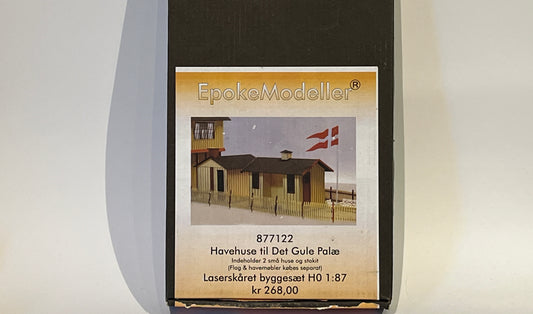 EpokeModeller®
877122
Havehuse til Det Gule Palæ
Indeholder 2 små huse og stakit
(Flag & havemøbler købes separat)
Laserskåret byggesæt H0 1:87
kr 268,00